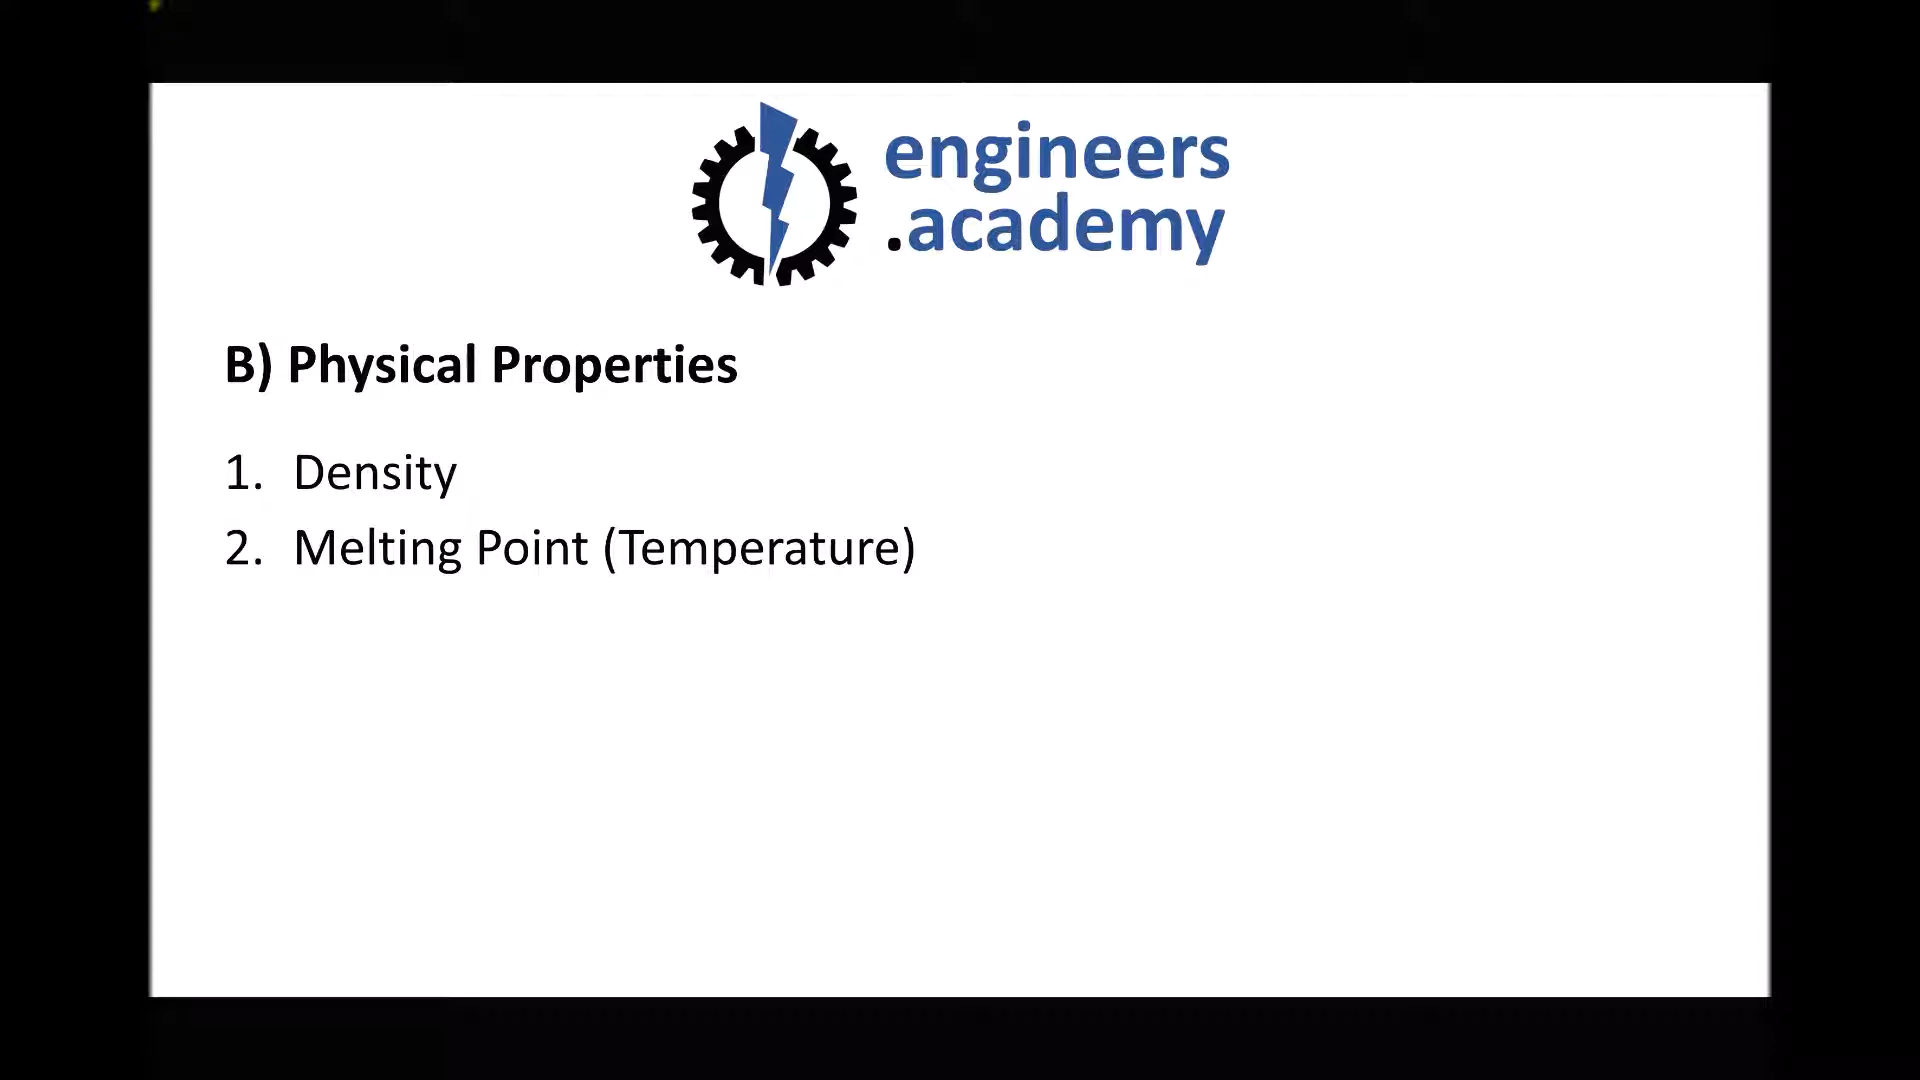 engineers
.academy
B) Physical Properties
1. Density
2. Melting Point (Temperature)